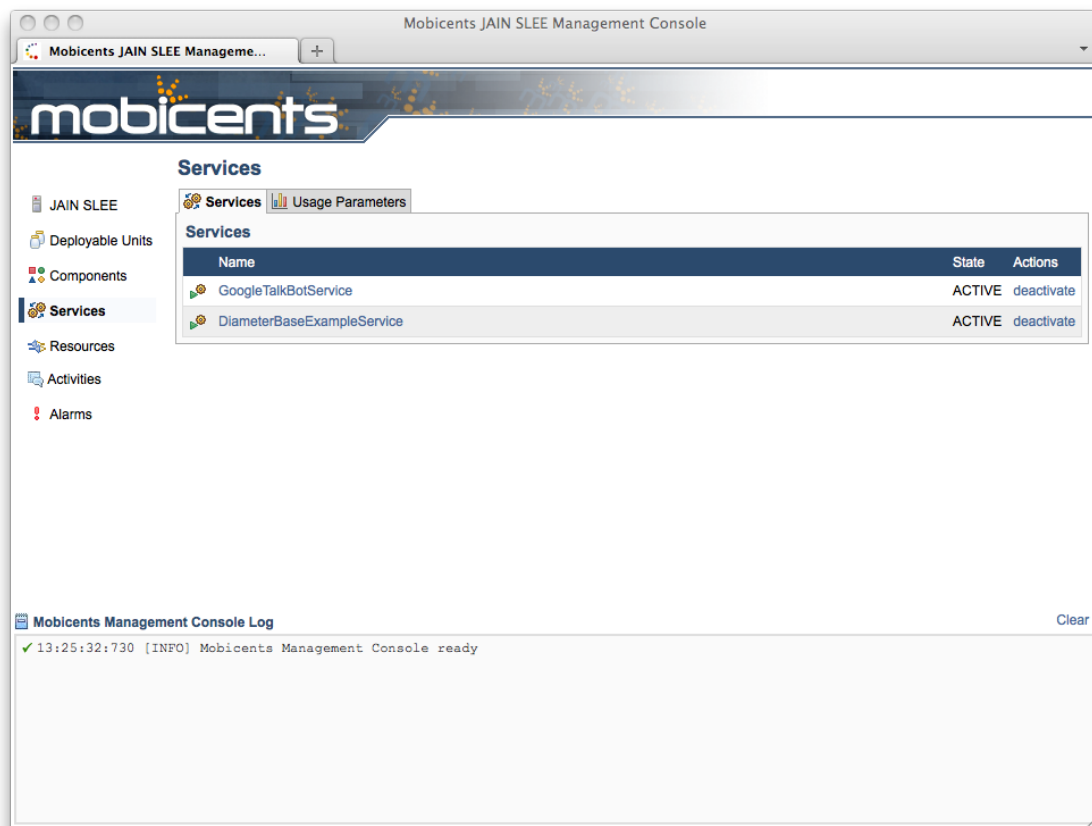 Mobicents JAIN SLEE Management Console
Mobicents JAIN SLEE Manageme...
mobicents
Services
JAIN SLEE
Deployable Units
Components
Services
Resources
Activities
Alarms
Services Usage Parameters
Services
Name State Actions
GoogleTalkBotService ACTIVE deactivate
DiameterBaseExampleService ACTIVE deactivate
Mobicents Management Console Log Clear
13:25:32:730 [INFO] Mobicents Management Console ready